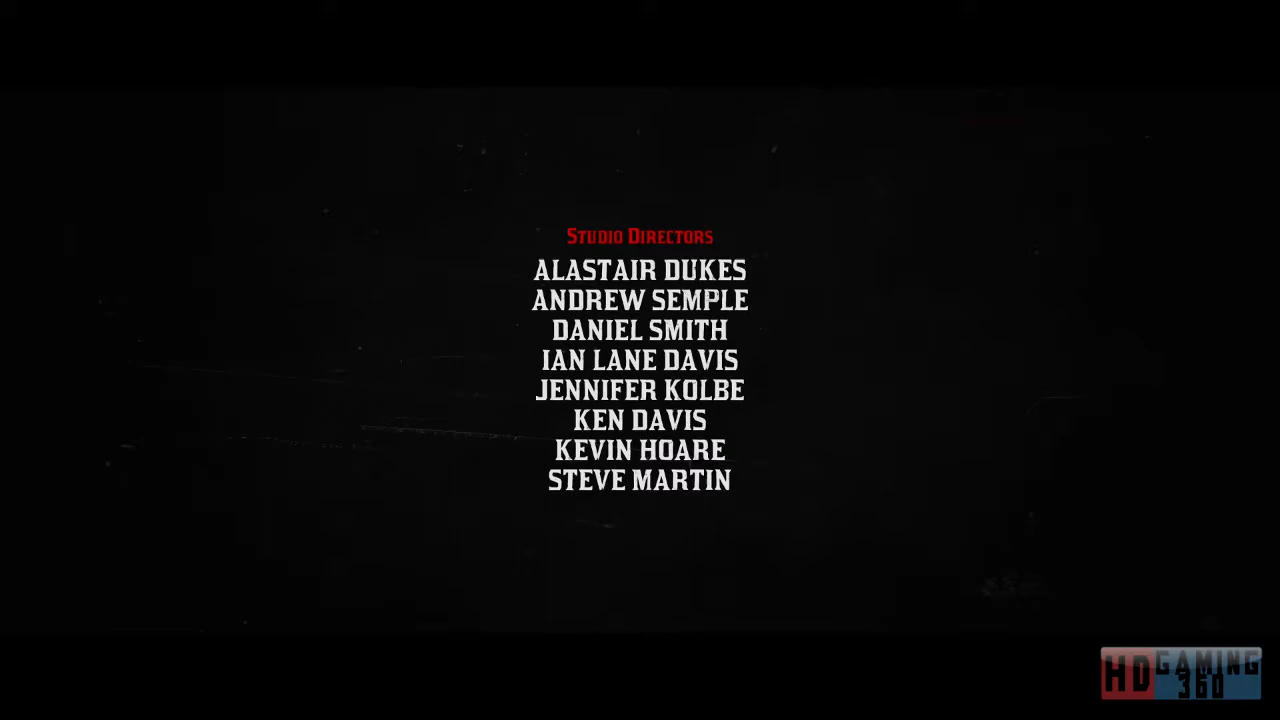 Studio Directors
ALASTAIR DUKES
ANDREW SEMPLE
DANIEL SMITH
IAN LANE DAVIS
JENNIFER KOLBE
KEN DAVIS
KEVIN HOARE
STEVE MARTIN
HD GAMING
360